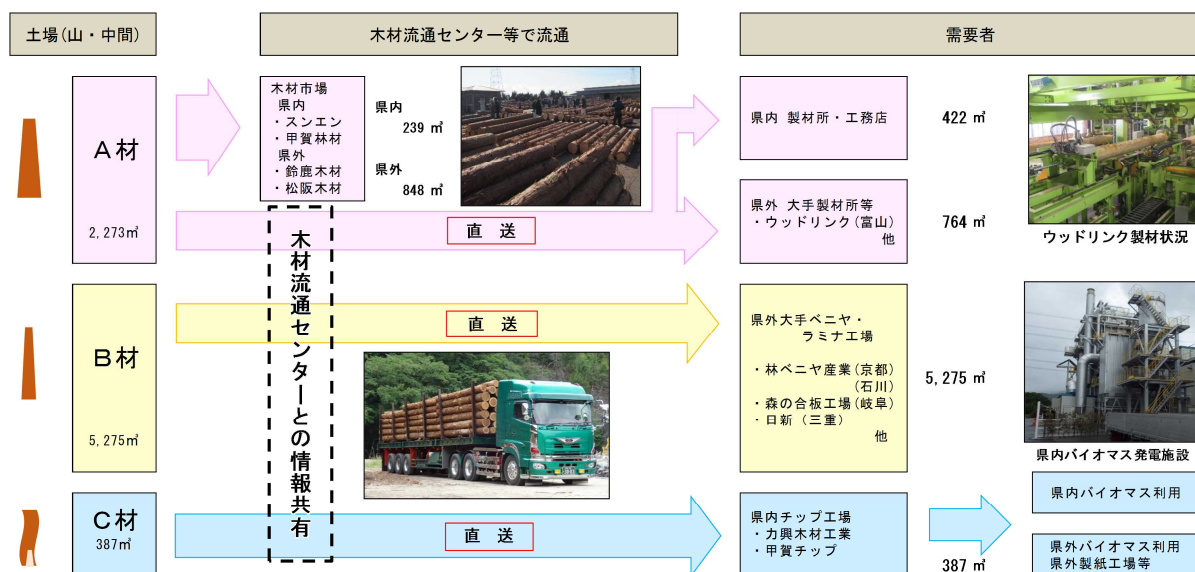 土場(山・中間)
木材流通センター等で流通
需要者
A材
2,273㎥
木材市場
県内
・スンエン
・甲賀林材
県外
・鈴鹿木材
・松阪木材
県内
239 ㎥
県外
848 ㎥
直 送
県内 製材所・工務店
422 ㎥
県外 大手製材所等
・ウッドリンク(富山)
他
764 ㎥
ウッドリンク製材状況
木材流通センターとの情報共有
B材
5,275㎥
直 送
県外大手ベニヤ・
ラミナ工場
・林ベニヤ産業(京都)
(石川)
・森の合板工場(岐阜)
・日新 (三重)
他
5,275 ㎥
県内バイオマス発電施設
C材
387㎥
直 送
県内チップ工場
・力興木材工業
・甲賀チップ
387 ㎥
県内バイオマス利用
県外バイオマス利用
県外製紙工場等